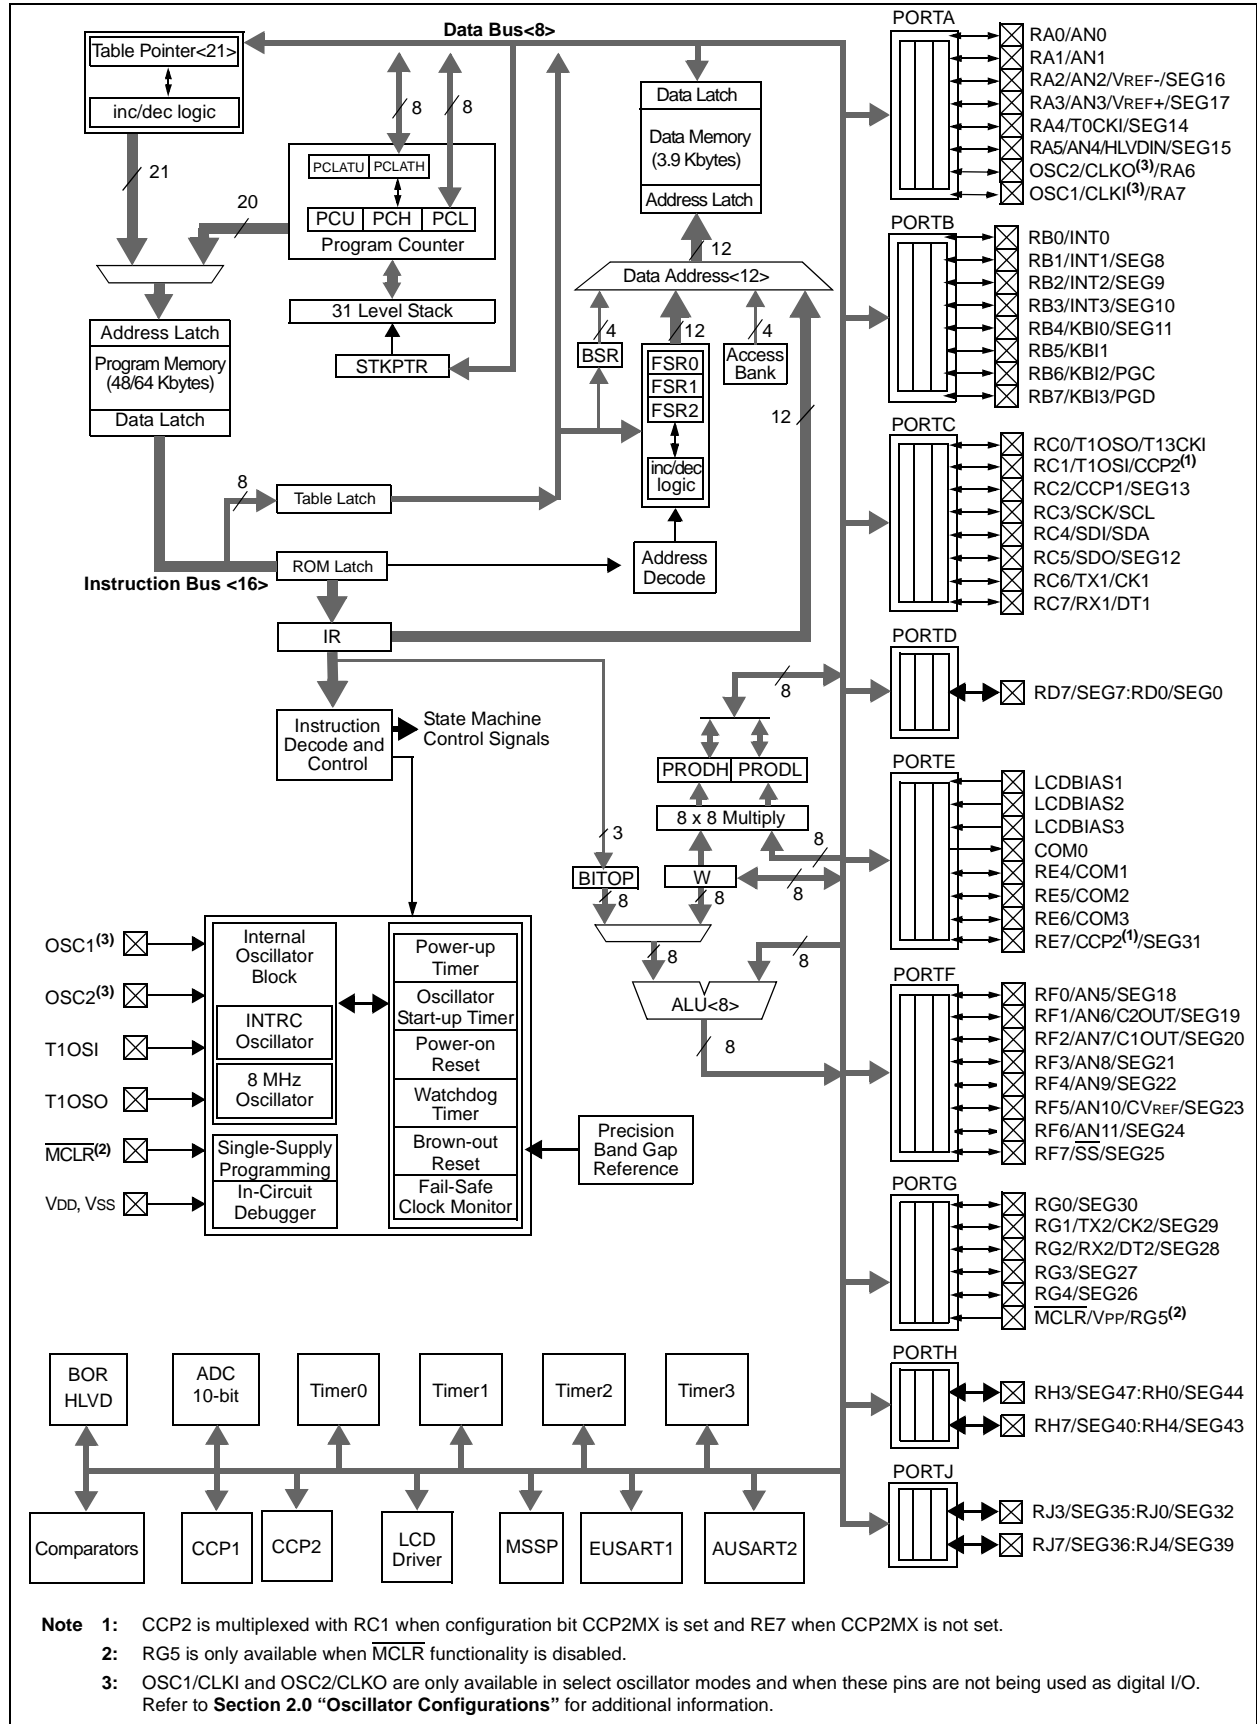 Data Bus<8>
Table Pointer<21>
inc/dec logic
21
20
8
8
PCLATU PCLATH
PCU PCH PCL
Program Counter
31 Level Stack
STKPTR
Address Latch
Program Memory
(48/64 Kbytes)
Data Latch
8
Table Latch
ROM Latch
Instruction Bus <16>
IR
Data Latch
Data Memory
(3.9 Kbytes)
Address Latch
12
Data Address<12>
4
12
4
BSR
FSR0
FSR1
FSR2
inc/dec
logic
Access
Bank
12
Address
Decode
Instruction
Decode and
Control
State Machine
Control Signals
8
PRODH PRODL
8 x 8 Multiply
3
8
BITOP
W
8
8
8
8
8
ALU<8>
8
OSC1(3)
OSC2(3)
T1OSI
T1OSO
MCLR(2)
VDD, VSS
Internal
Oscillator
Block
INTRC
Oscillator
8 MHz
Oscillator
Single-Supply
Programming
In-Circuit
Debugger
Power-up
Timer
Oscillator
Start-up Timer
Power-on
Reset
Watchdog
Timer
Brown-out
Reset
Fail-Safe
Clock Monitor
Precision
Band Gap
Reference
BOR
HLVD
ADC
10-bit
Timer0
Timer1
Timer2
Timer3
Comparators
CCP1
CCP2
LCD
Driver
MSSP
EUSART1
AUSART2
PORTA
RA0/AN0
RA1/AN1
RA2/AN2/VREF-/SEG16
RA3/AN3/VREF+/SEG17
RA4/T0CKI/SEG14
RA5/AN4/HLVDIN/SEG15
OSC2/CLKO(3)/RA6
OSC1/CLKI(3)/RA7
PORTB
RB0/INT0
RB1/INT1/SEG8
RB2/INT2/SEG9
RB3/INT3/SEG10
RB4/KBI0/SEG11
RB5/KBI1
RB6/KBI2/PGC
RB7/KBI3/PGD
PORTC
RC0/T1OSO/T13CKI
RC1/T1OSI/CCP2(1)
RC2/CCP1/SEG13
RC3/SCK/SCL
RC4/SDI/SDA
RC5/SDO/SEG12
RC6/TX1/CK1
RC7/RX1/DT1
PORTD
RD7/SEG7:RD0/SEG0
PORTE
LCDBIAS1
LCDBIAS2
LCDBIAS3
COM0
RE4/COM1
RE5/COM2
RE6/COM3
RE7/CCP2(1)/SEG31
PORTF
RF0/AN5/SEG18
RF1/AN6/C2OUT/SEG19
RF2/AN7/C1OUT/SEG20
RF3/AN8/SEG21
RF4/AN9/SEG22
RF5/AN10/CVREF/SEG23
RF6/AN11/SEG24
RF7/SS/SEG25
PORTG
RG0/SEG30
RG1/TX2/CK2/SEG29
RG2/RX2/DT2/SEG28
RG3/SEG27
RG4/SEG26
MCLR/VPP/RG5(2)
PORTH
RH3/SEG47:RH0/SEG44
RH7/SEG40:RH4/SEG43
PORTJ
RJ3/SEG35:RJ0/SEG32
RJ7/SEG36:RJ4/SEG39
Note 1: CCP2 is multiplexed with RC1 when configuration bit CCP2MX is set and RE7 when CCP2MX is not set.
2: RG5 is only available when MCLR functionality is disabled.
3: OSC1/CLKI and OSC2/CLKO are only available in select oscillator modes and when these pins are not being used as digital I/O.
Refer to Section 2.0 “Oscillator Configurations” for additional information.